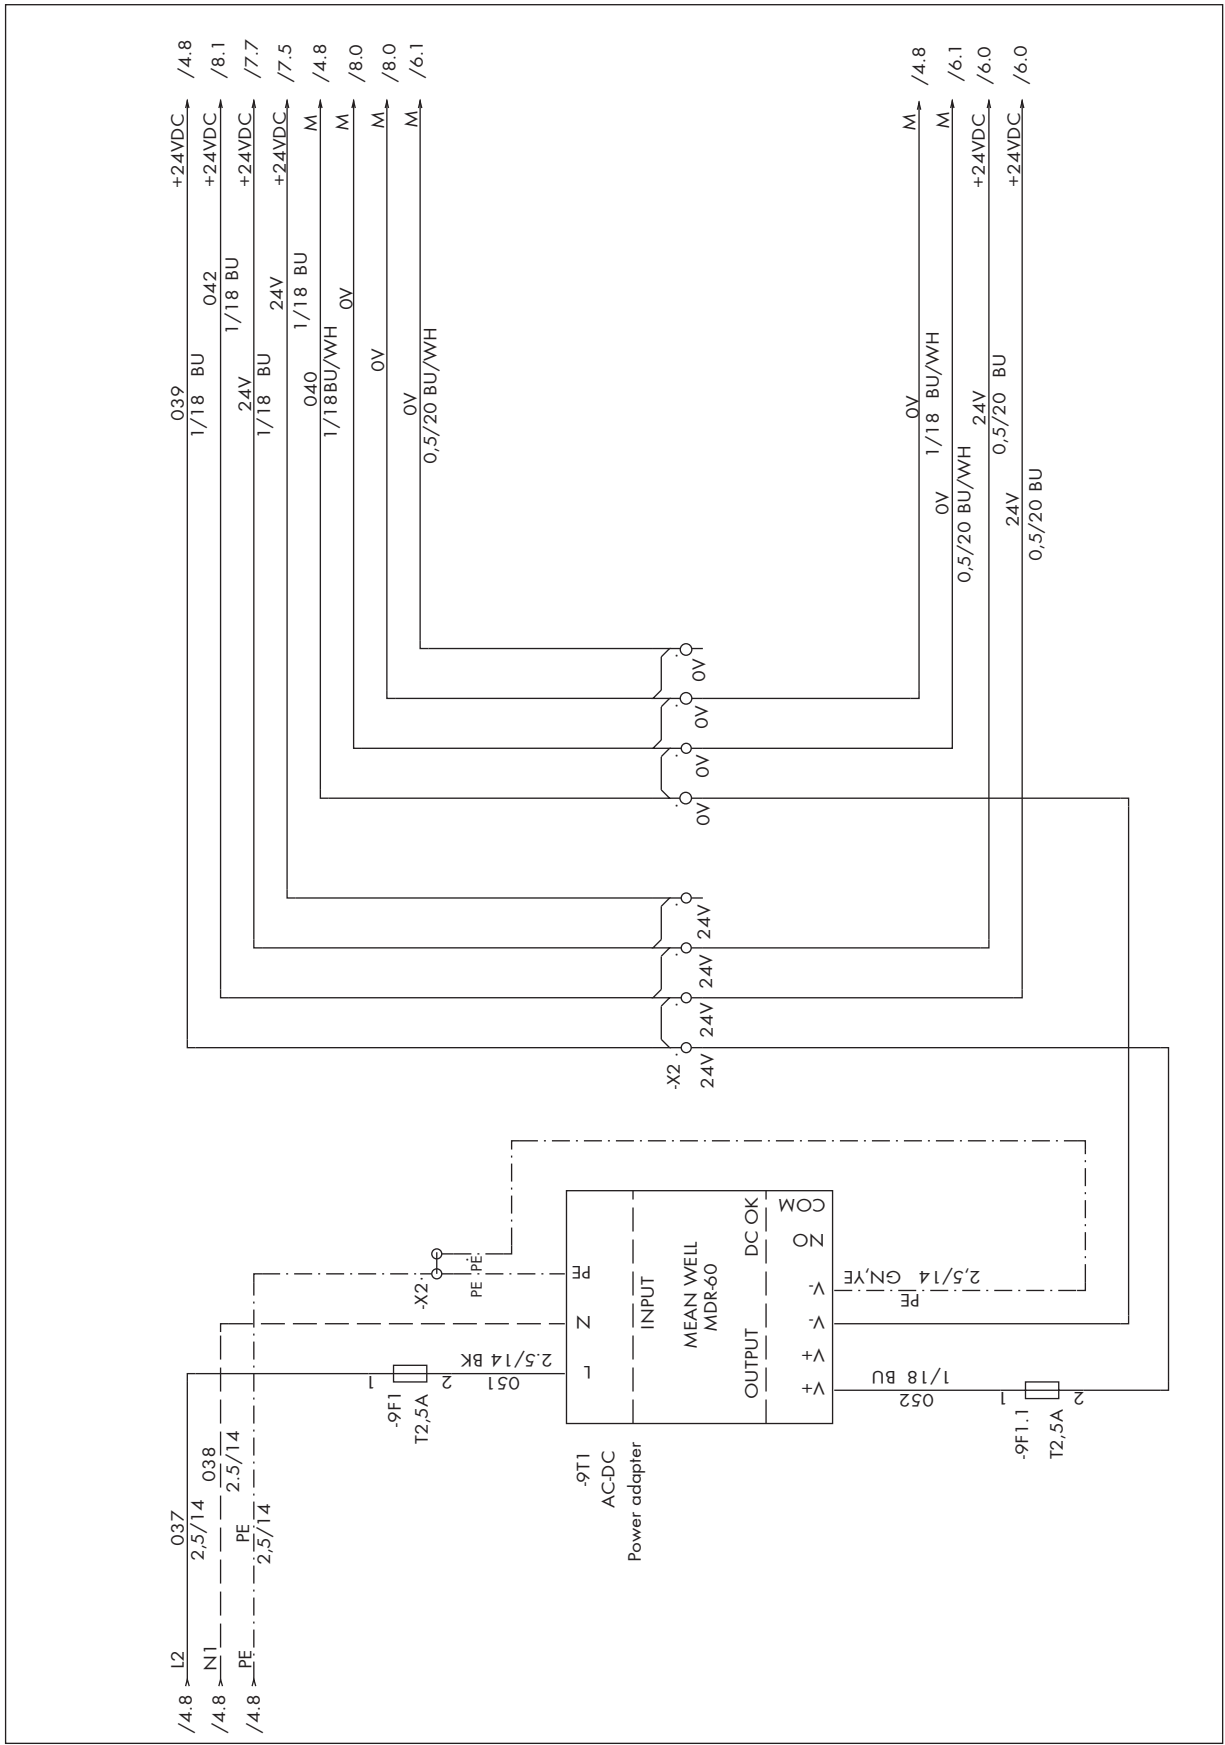 /4.8
/8.1
/7.7
/7.5
/4.8
/8.0
/8.0
/6.1
+24VDC
+24VDC
+24VDC
+24VDC
M
M
M
M
039
1/18 BU
042
1/18 BU
24V
1/18 BU
24V
1/18 BU
040
1/18BU/WH
0V
0V
0V
0,5/20 BU/WH
/4.8
/6.1
/6.0
/6.0
M
M
+24VDC
+24VDC
0V
1/18 BU/WH
0V
0,5/20 BU/WH
24V
0,5/20 BU
24V
0,5/20 BU
0V
0V
0V
0V
24V
24V
24V
24V
-X2
-X2
PE
PE
PE
N
L
INPUT
MEAN WELL
MDR-60
OUTPUT
DC OK
COM
NO
V-
V-
V+
V+
2,5/14 GN,YE
PE
2.5/14 BK
051
1
2
-9F1
T2,5A
1/18 BU
052
1
2
-9F1.1
T2,5A
-9T1
AC-DC
Power adapter
037
2,5/14
038
2.5/14
PE
2,5/14
L2
N1
PE
/4.8
/4.8
/4.8